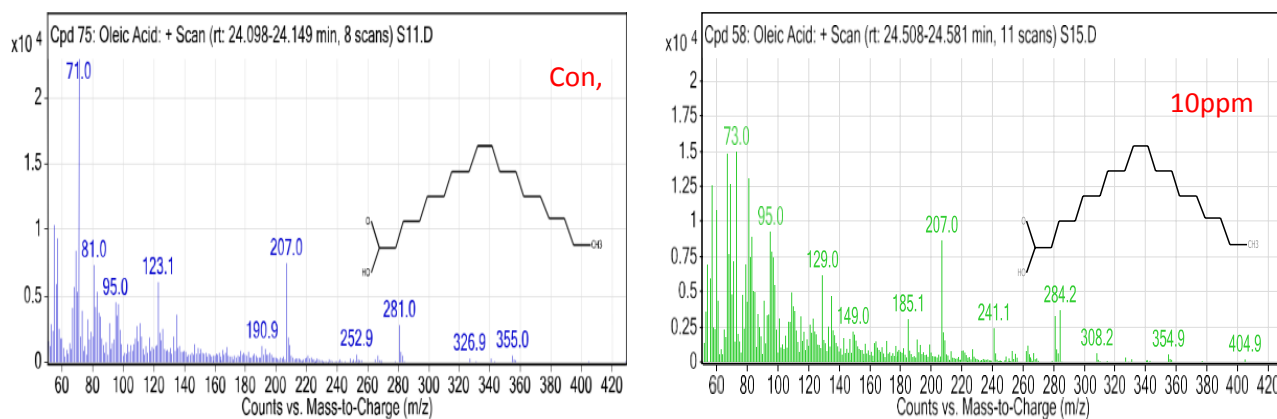 Cpd 75: Oleic Acid: + Scan (rt: 24.098-24.149 min, 8 scans) S11.D
x10 4
Con,
2
1.5
1
0.5
0
71.0
81.0
95.0
123.1
190.9
207.0
252.9
281.0
326.9
355.0
HO
CH3
60 80 100 120 140 160 180 200 220 240 260 280 300 320 340 360 380 400 420
Counts vs. Mass-to-Charge (m/z)
Cpd 58: Oleic Acid: + Scan (rt: 24.508-24.581 min, 11 scans) S15.D
x10 4
10ppm
2
1.75
1.5
1.25
1
0.75
0.5
0.25
0
73.0
95.0
129.0
149.0
185.1
207.0
241.1
284.2
308.2
354.9
404.9
HO
CH3
60 80 100 120 140 160 180 200 220 240 260 280 300 320 340 360 380 400 420
Counts vs. Mass-to-Charge (m/z)